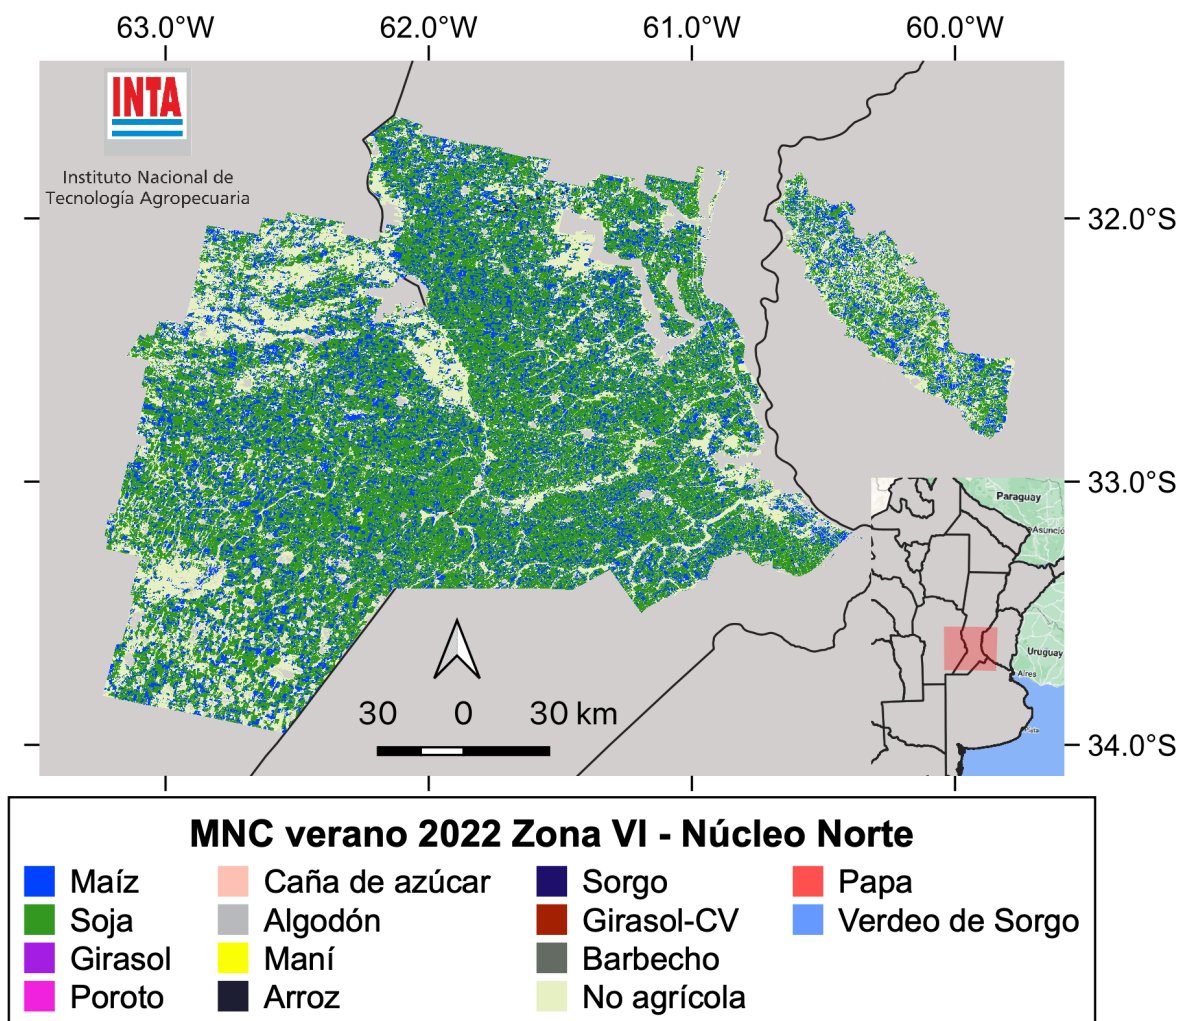 63.0°W 62.0°W 61.0°W 60.0°W
INTA
Instituto Nacional de
Tecnología Agropecuaria
32.0°S
33.0°S
Paraguay
Asunció
Uruguay
Aires
34.0°S
30 0 30 km
MNC verano 2022 Zona VI - Núcleo Norte
Maíz Caña de azúcar Sorgo Papa
Soja Algodón Girasol-CV Verdeo de Sorgo
Girasol Maní Barbecho
Poroto Arroz No agrícola